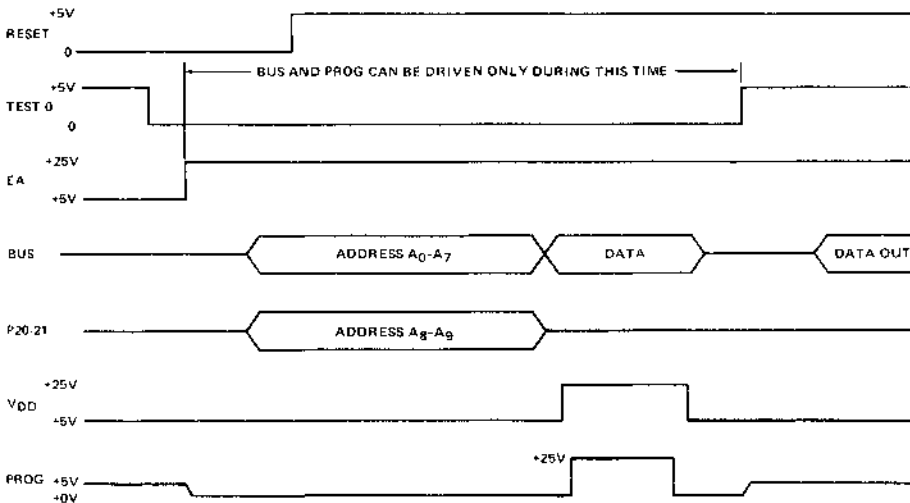 +5V
RESET
0
BUS AND PROG CAN BE DRIVEN ONLY DURING THIS TIME
+5V
TEST 0
0
+25V
EA
+5V
BUS ADDRESS A0-A7 DATA DATA OUT
P20-21 ADDRESS A8-A9
+25V
VDD
+5V
+25V
PROG +5V
+0V